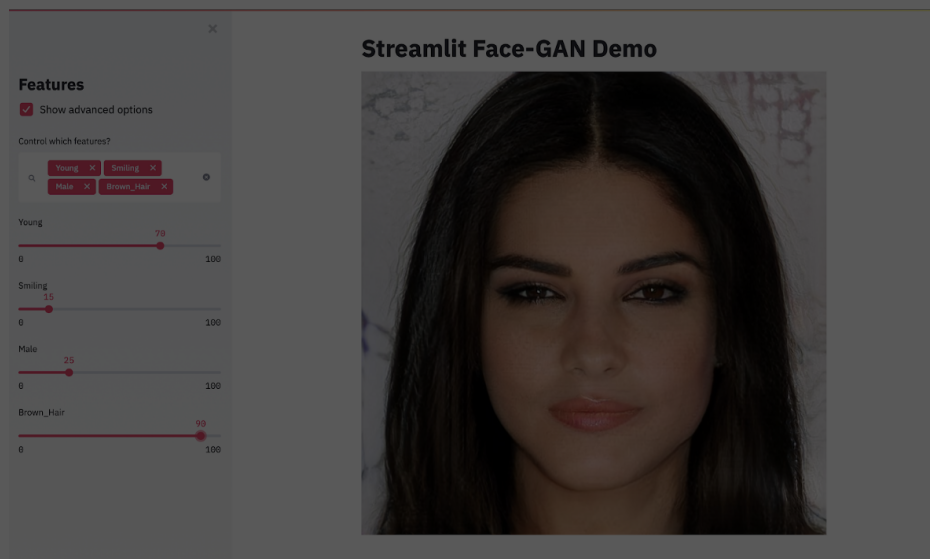 Streamlit Face-GAN Demo
Features
Show advanced options
Control which features?
Young × Smiling ×
Male × Brown_Hair ×
Young
70
0 100
Smiling
15
0 100
Male
25
0 100
Brown_Hair
90
0 100